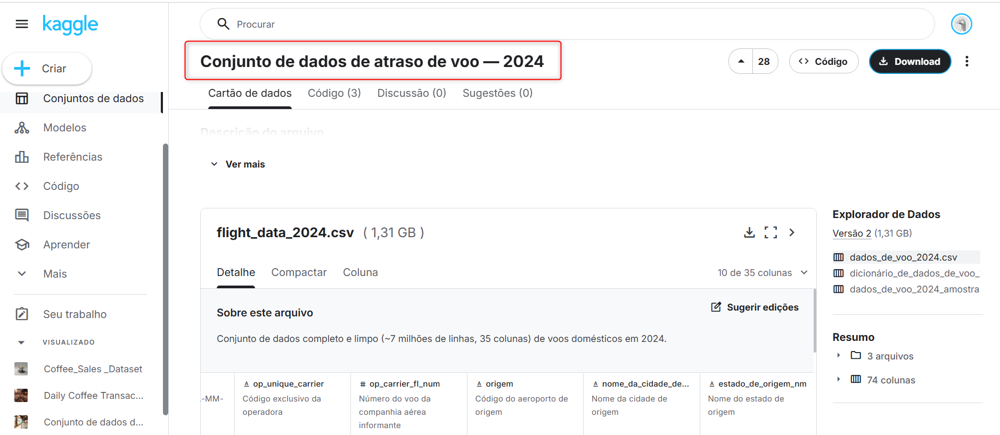 kaggle
Procurar
Criar
Conjuntos de dados
Modelos
Referências
Código
Discussões
Aprender
Mais
Seu trabalho
VISUALIZADO
Coffee_Sales _Dataset
Daily Coffee Transac...
Conjunto de dados d...
Conjunto de dados de atraso de voo — 2024
28
Código
Download
Cartão de dados
Código (3)
Discussão (0)
Sugestões (0)
Descrição do arquivo
Ver mais
flight_data_2024.csv ( 1,31 GB )
Detalhe
Compactar
Coluna
10 de 35 colunas
Sobre este arquivo
Sugerir edições
Conjunto de dados completo e limpo (~7 milhões de linhas, 35 colunas) de voos domésticos em 2024.
-MM-
op_unique_carrier
Código exclusivo da
operadora
op_carrier_fl_num
Número do voo da
companhia aérea
informante
origem
Código do aeroporto de
origem
nome_da_cidade_de...
Nome da cidade de
origem
estado_de_origem_nm
Nome do estado de
origem
Explorador de Dados
Versão 2 (1,31 GB)
dados_de_voo_2024.csv
dicionário_de_dados_de_voo_
dados_de_voo_2024_amostra
Resumo
3 arquivos
74 colunas